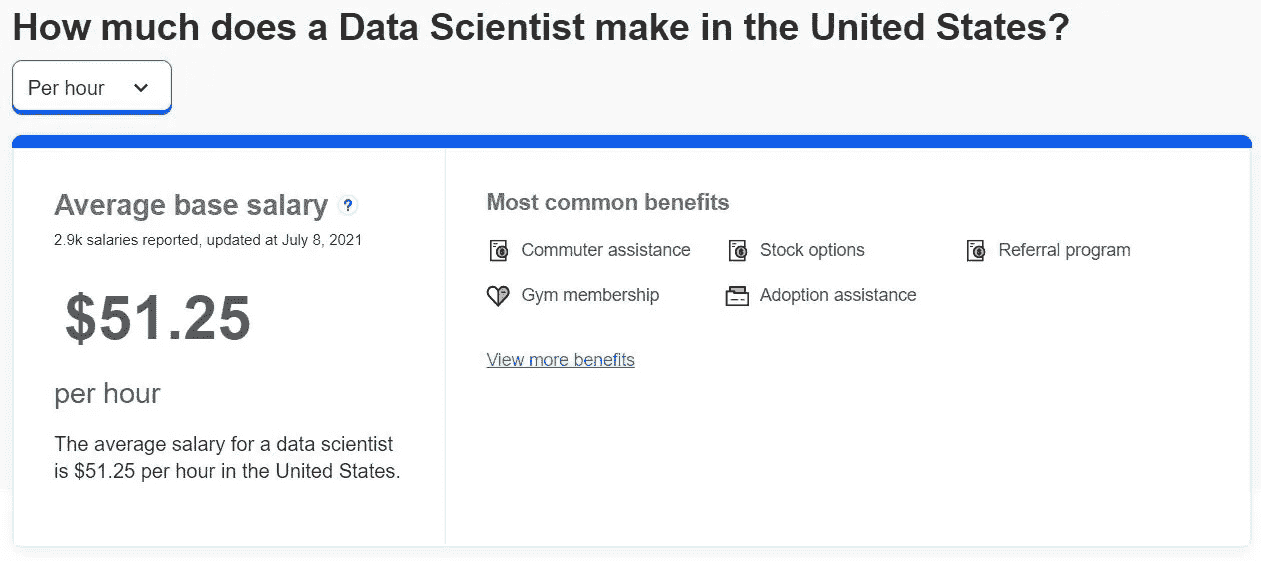 How much does a Data Scientist make in the United States?
Per hour
Average base salary ?
2.9k salaries reported, updated at July 8, 2021
$51.25
per hour
The average salary for a data scientist
is $51.25 per hour in the United States.
Most common benefits
Commuter assistance
Stock options
Referral program
Gym membership
Adoption assistance
View more benefits